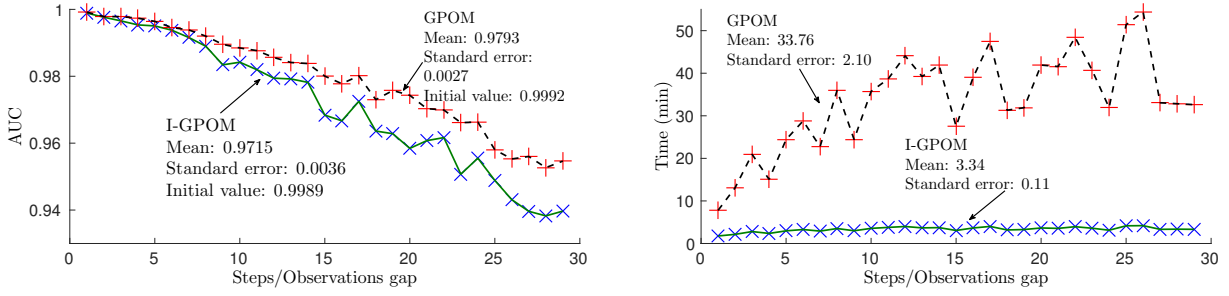 GPOM
Mean: 0.9793
Standard error:
0.0027
Initial value: 0.9992
I-GPOM
Mean: 0.9715
Standard error: 0.0036
Initial value: 0.9989
1
0.98
0.96
0.94
AUC
0 5 10 15 20 25 30
Steps/Observations gap
GPOM
Mean: 33.76
Standard error: 2.10
I-GPOM
Mean: 3.34
Standard error: 0.11
50
40
30
20
10
0
Time (min)
0 5 10 15 20 25 30
Steps/Observations gap